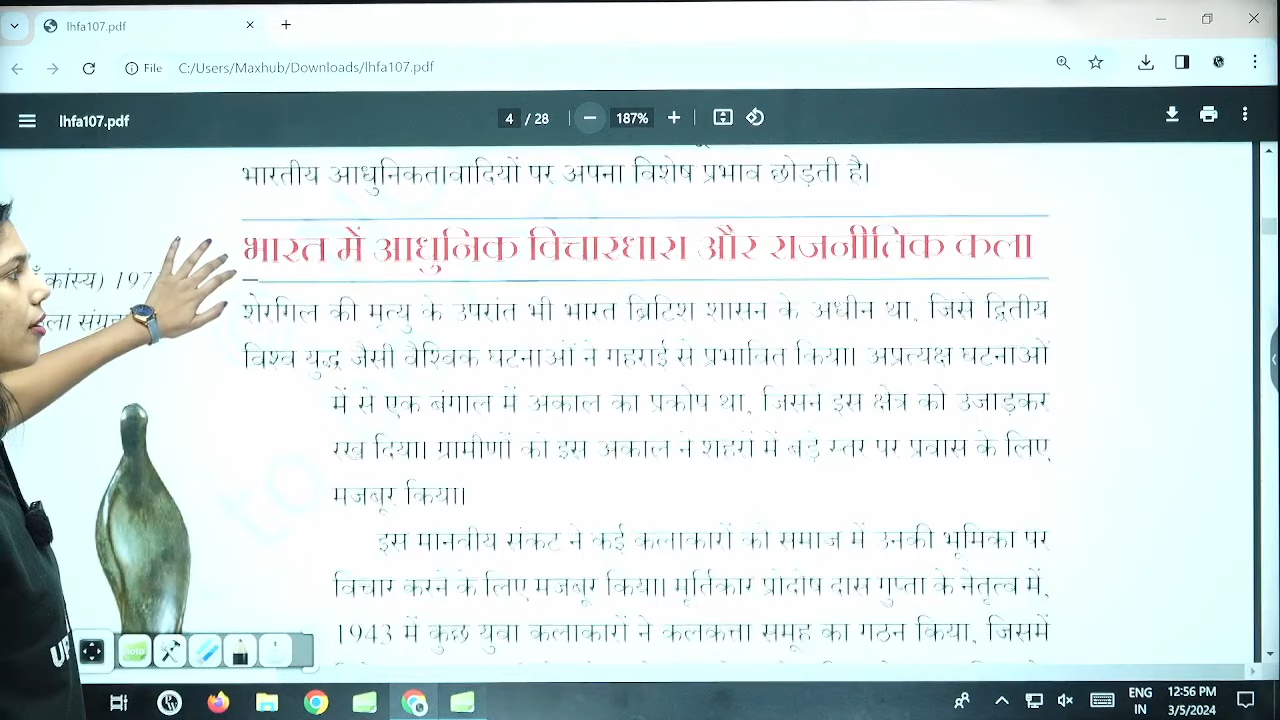 lhfa107.pdf
File C:/Users/Maxhub/Downloads/lhfa107.pdf
lhfa107.pdf
4 / 28
187%
भारतीय आधुनिकतावादियों पर अपना विशेष प्रभाव छोड़ती है।
भारत में आधुनिक विचारधारा और राजनीतिक कला
कांस्य) 197
शेरगिल की मृत्यु के उपरांत भी भारत ब्रिटिश शासन के अधीन था, जिसे द्वितीय
विश्व युद्ध जैसी वैश्विक घटनाओं ने गहराई से प्रभावित किया। अप्रत्यक्ष घटनाओं
में से एक बंगाल में अकाल का प्रकोप था, जिसने इस क्षेत्र को उजाड़कर
रख दिया। ग्रामीणों को इस अकाल ने शहरों में बड़े स्तर पर प्रवास के लिए
मजबूर किया।
इस मानवीय संकट ने कई कलाकारों को समाज में उनकी भूमिका पर
विचार करने के लिए मजबूर किया। मूर्तिकार प्रोदोष दास गुप्ता के नेतृत्व में,
1943 में कुछ युवा कलाकारों ने कलकत्ता समूह का गठन किया, जिसमें
ENG
IN
12:56 PM
3/5/2024